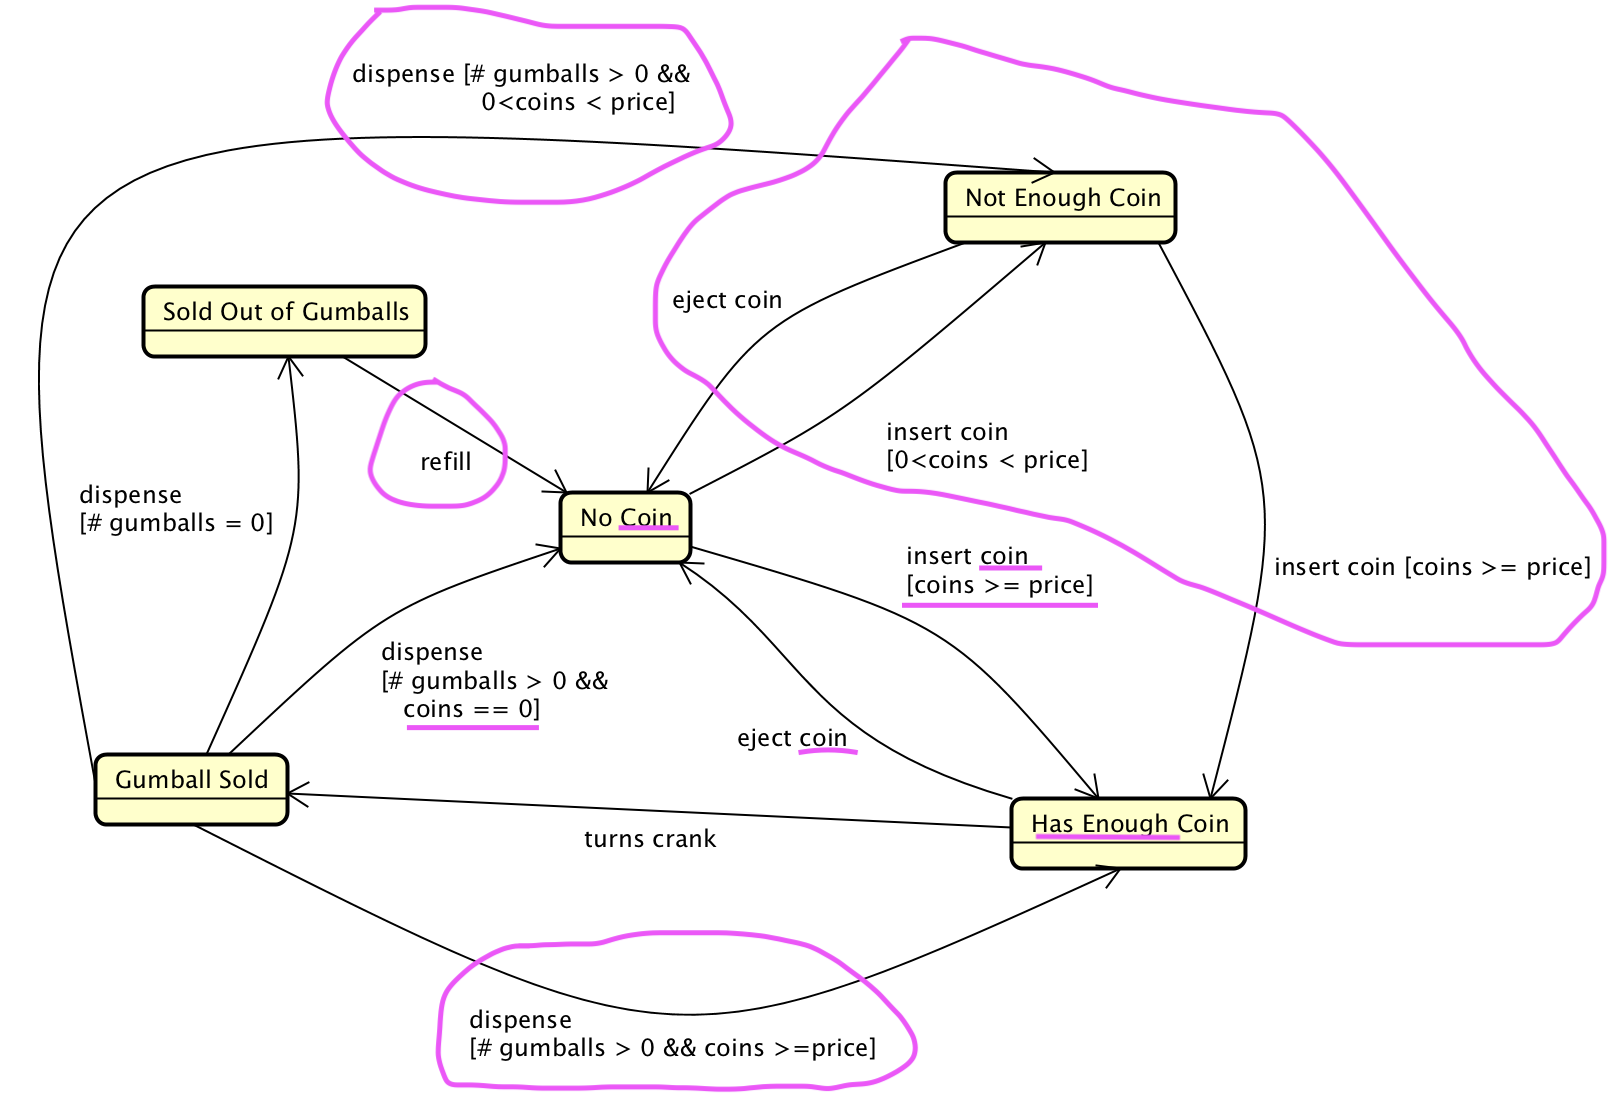 dispense [# gumballs > 0 &&
0<coins < price]
Not Enough Coin
Sold Out of Gumballs
eject coin
insert coin
[0<coins < price]
refill
dispense
[# gumballs = 0]
No Coin
insert coin
[coins >= price]
insert coin [coins >= price]
dispense
[# gumballs > 0 &&
coins == 0]
eject coin
Gumball Sold
turns crank
Has Enough Coin
dispense
[# gumballs > 0 && coins >=price]